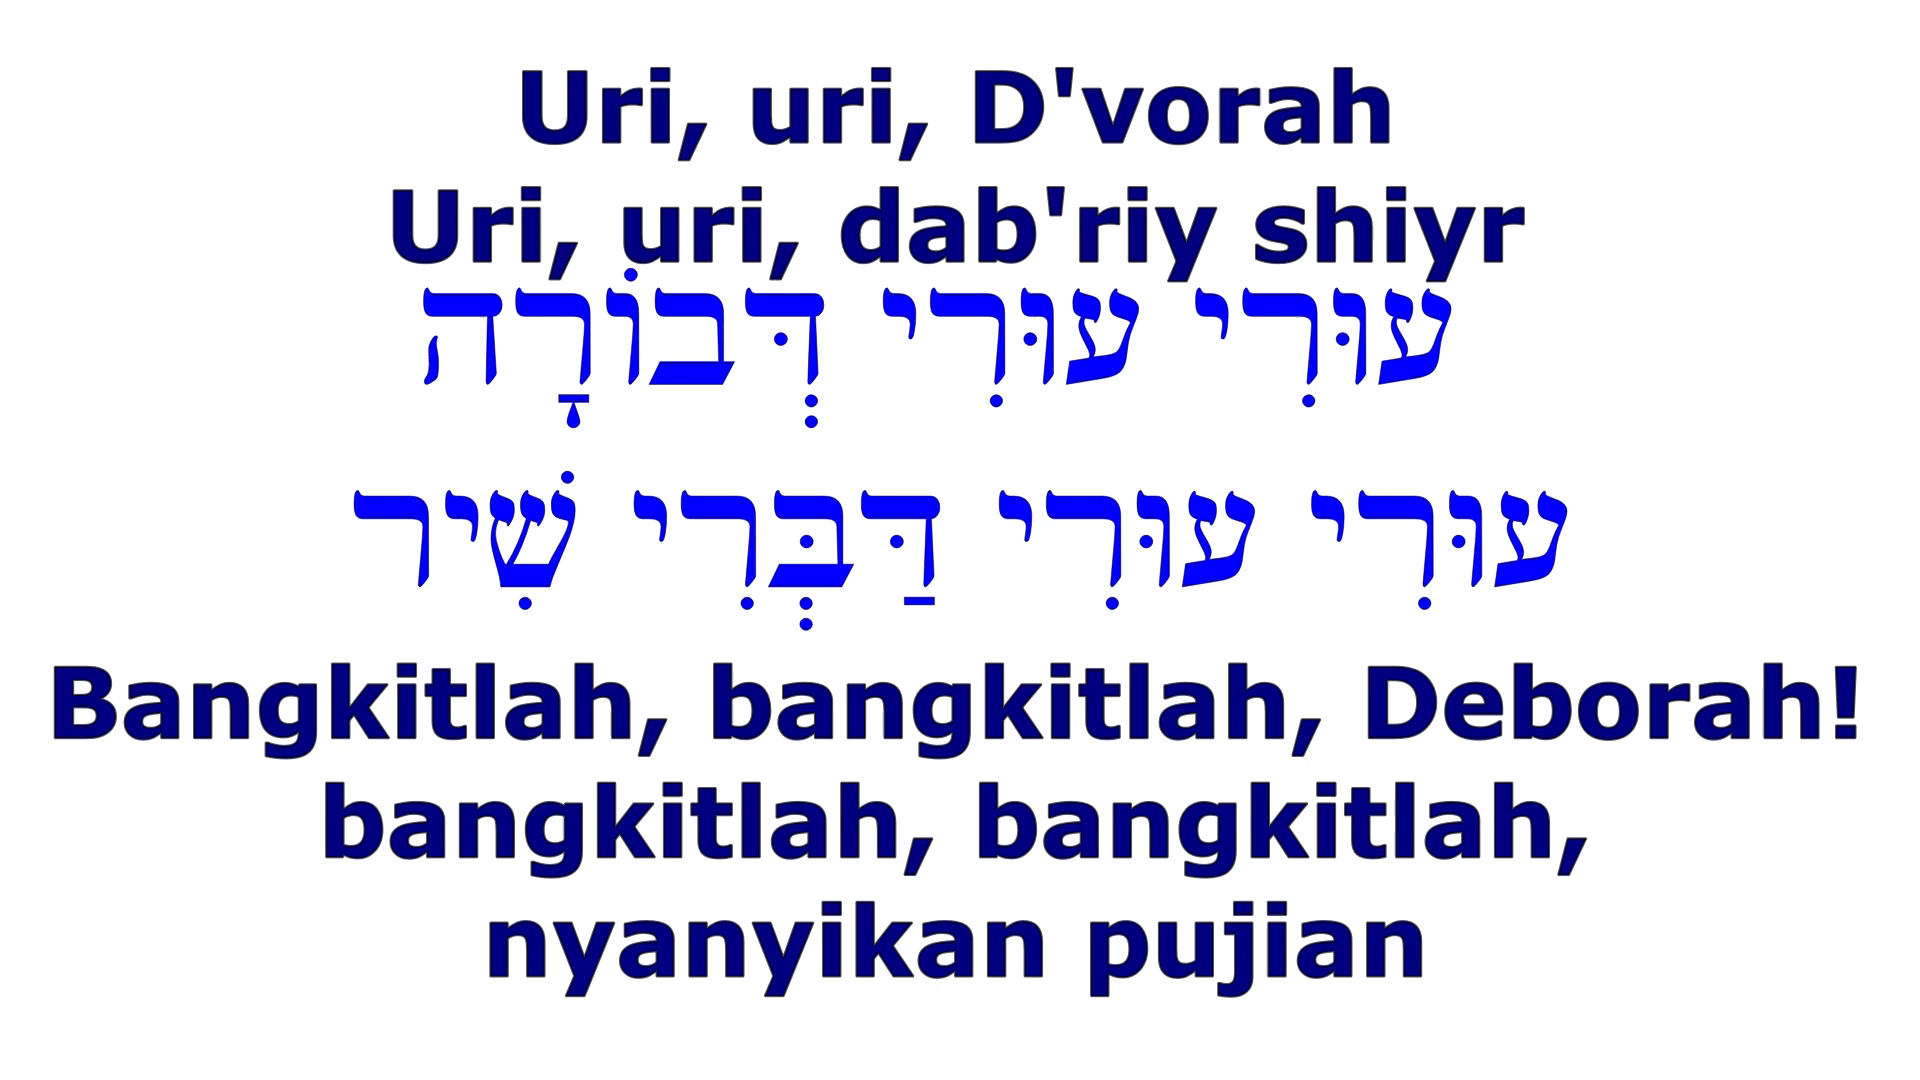 Uri, uri, D'vorah
Uri, uri, dab'riy shiyr
עוּרִי עוּרִי דְּבוֹרָה
עוּרִי עוּרִי דַּבְּרִי שִׁיר
Bangkitlah, bangkitlah, Deborah!
bangkitlah, bangkitlah,
nyanyikan pujian